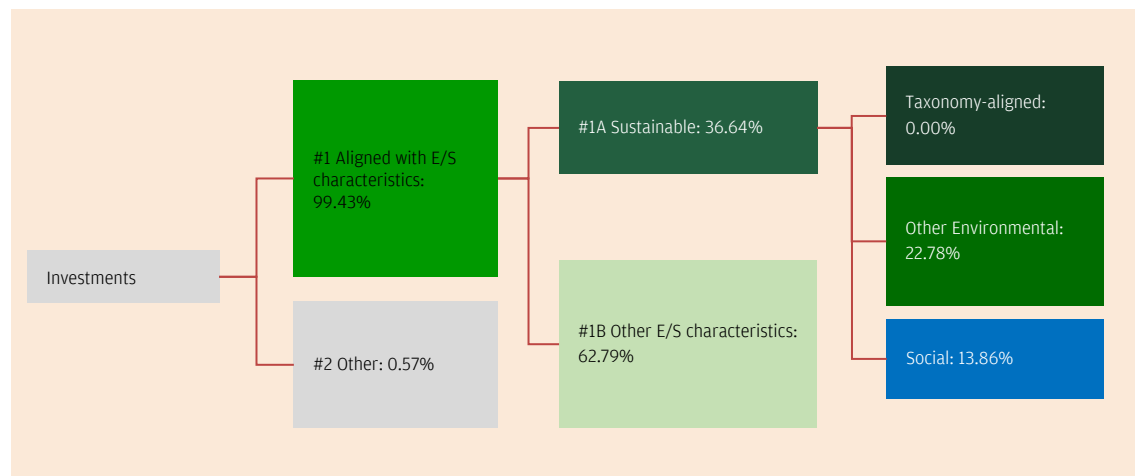 Investments
#1 Aligned with E/S
characteristics:
99.43%
#2 Other: 0.57%
#1A Sustainable: 36.64%
#1B Other E/S characteristics:
62.79%
Taxonomy-aligned:
0.00%
Other Environmental:
22.78%
Social: 13.86%